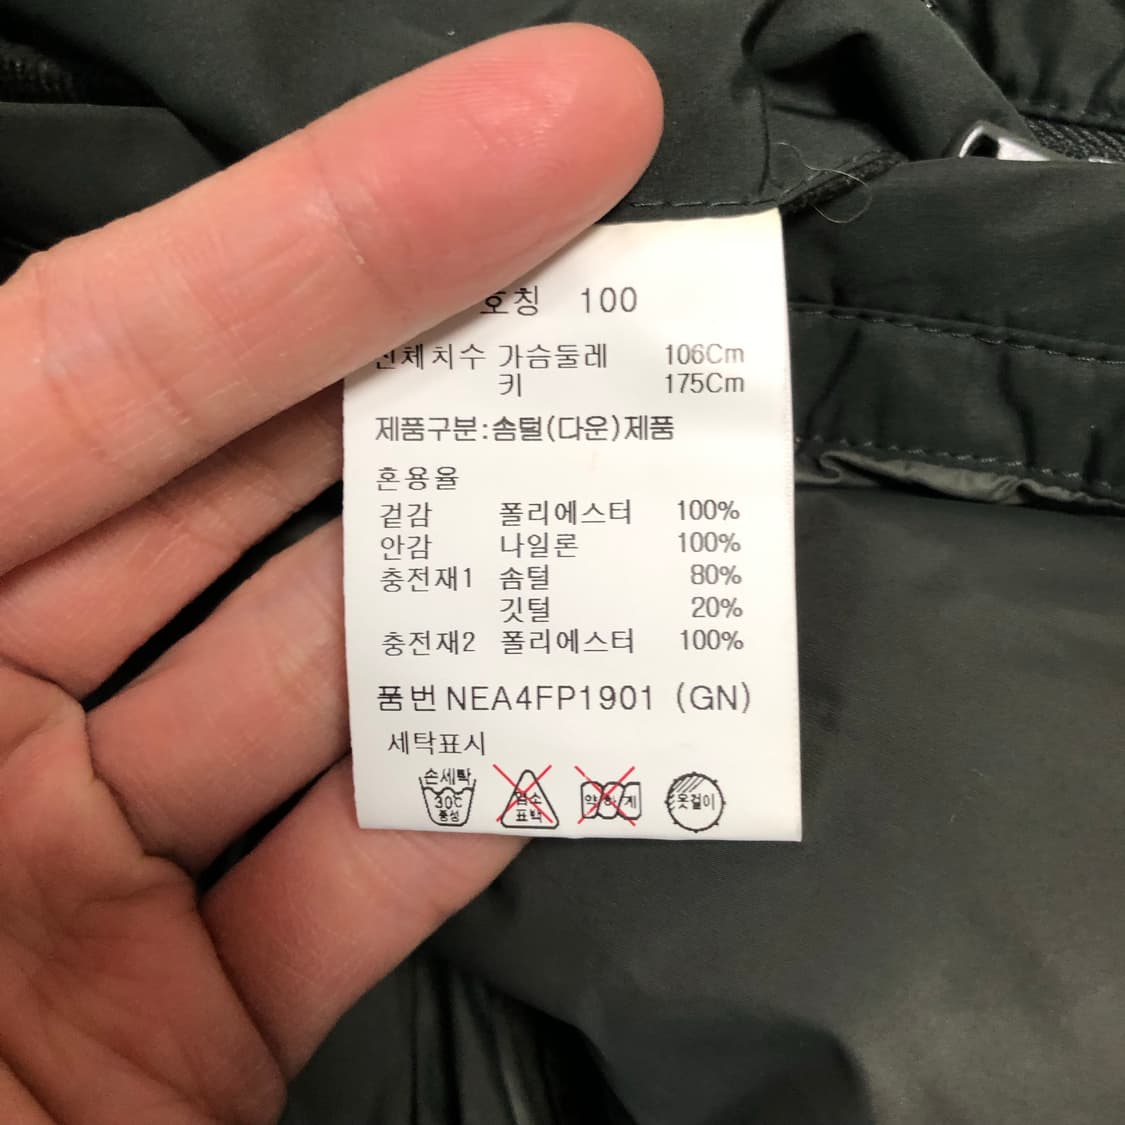 호칭 100
신체치수 가슴둘레 106Cm
키 175Cm
제품구분:솜털(다운)제품
혼용율
겉감 폴리에스터 100%
안감 나일론 100%
충전재1 솜털 80%
깃털 20%
충전재2 폴리에스터 100%
품번 NEA4FP1901 (GN)
세탁표시
손세탁 30℃ 중성
염소 표백
약하게
옷걸이